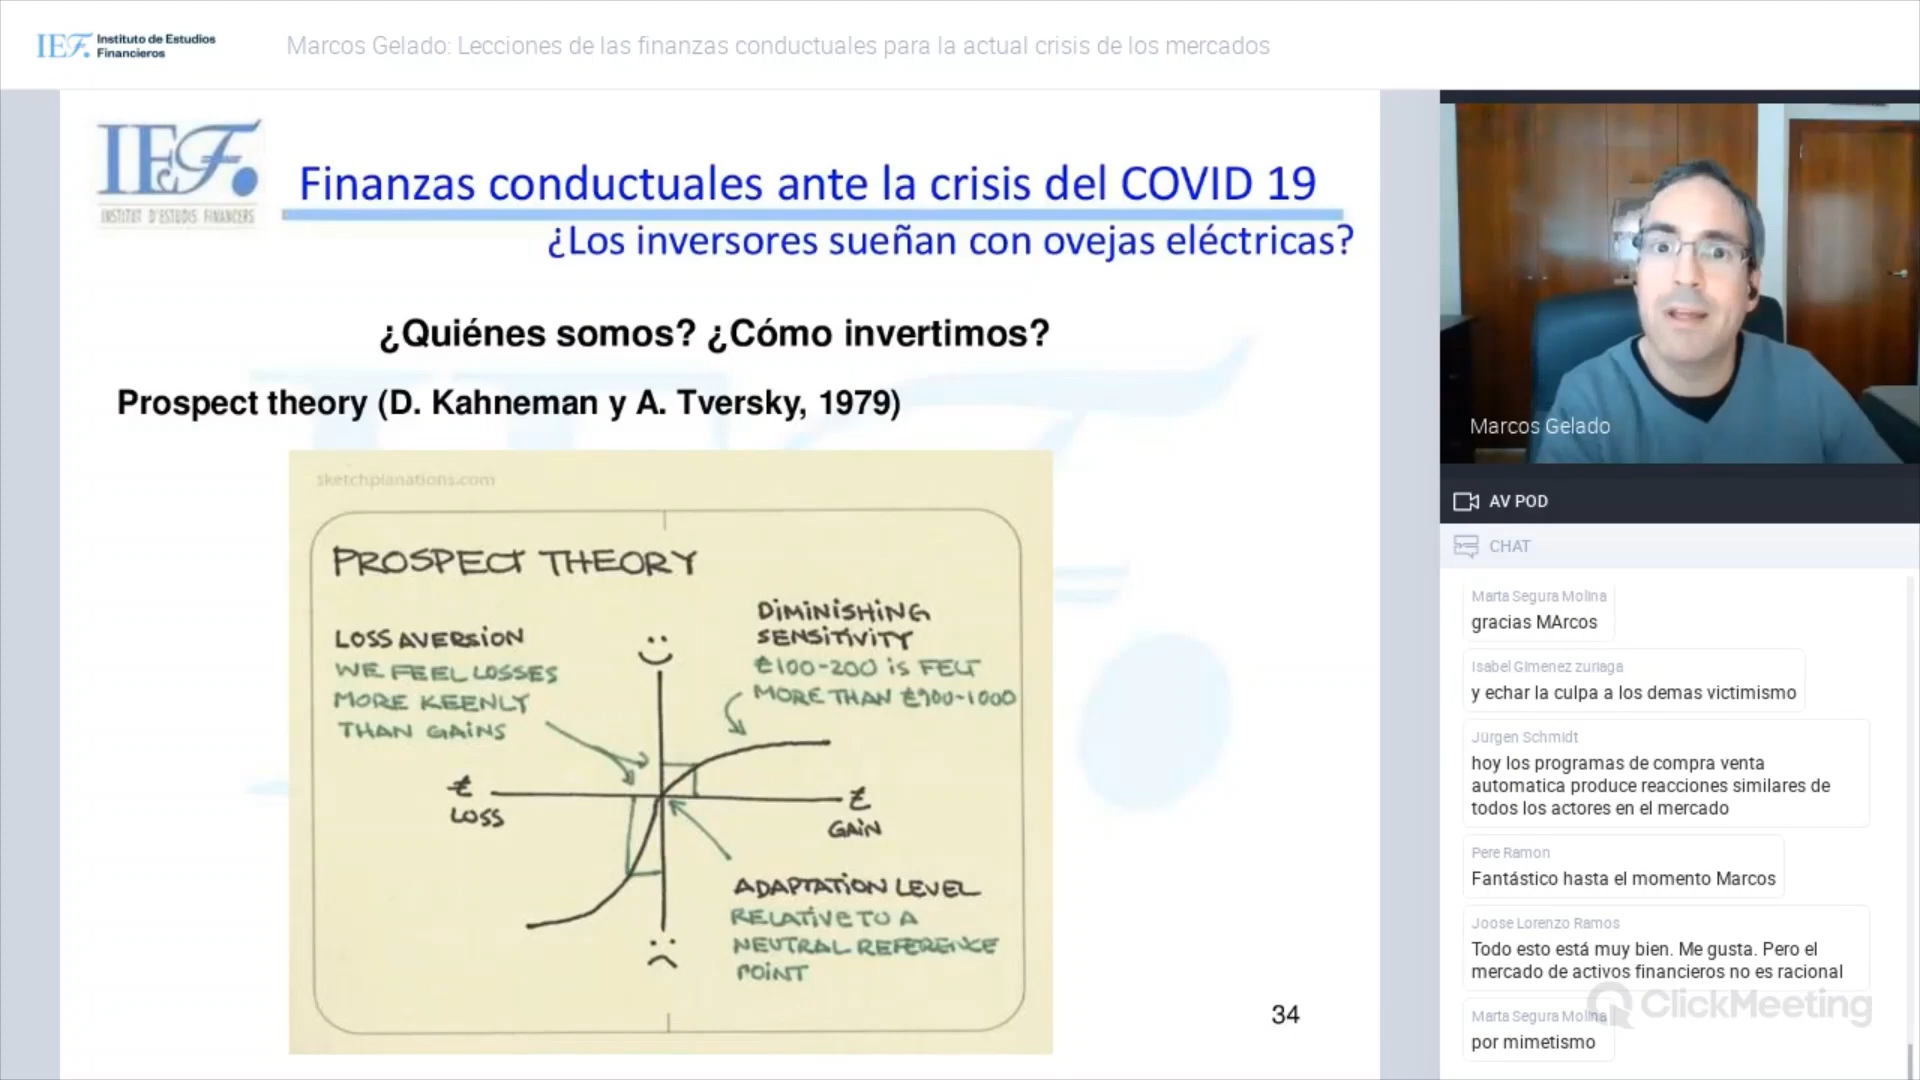 IEF. Instituto de Estudios
Financieros
Marcos Gelado: Lecciones de las finanzas conductuales para la actual crisis de los mercados
IEF.
INSTITUT D'ESTUDIS FINANCERS
Finanzas conductuales ante la crisis del COVID 19
¿Los inversores sueñan con ovejas eléctricas?
¿Quiénes somos? ¿Cómo invertimos?
Prospect theory (D. Kahneman y A. Tversky, 1979)
sketchplanations.com
PROSPECT THEORY
LOSS AVERSION
WE FEEL LOSSES
MORE KEENLY
THAN GAINS
DIMINISHING
SENSITIVITY
£100-200 IS FELT
MORE THAN £900-1000
£
LOSS
£
GAIN
ADAPTATION LEVEL
RELATIVE TO A
NEUTRAL REFERENCE
POINT
34
Marcos Gelado
AV POD
CHAT
Marta Segura Molina
gracias MArcos
Isabel GImenez zuriaga
y echar la culpa a los demas victimismo
Jürgen Schmidt
hoy los programas de compra venta
automatica produce reacciones similares de
todos los actores en el mercado
Pere Ramon
Fantástico hasta el momento Marcos
Joose Lorenzo Ramos
Todo esto está muy bien. Me gusta. Pero el
mercado de activos financieros no es racional
Marta Segura Molina
por mimetismo
ClickMeeting